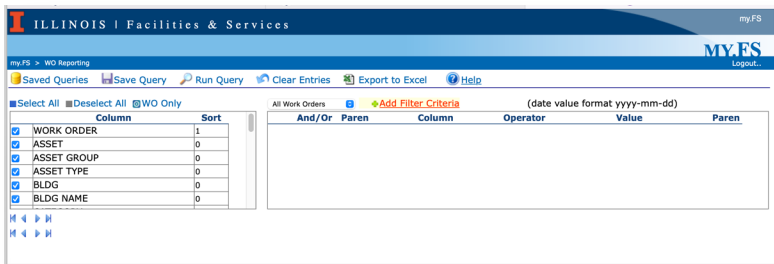 I ILLINOIS | Facilities & Services
my.FS
MY.FS
my.FS > WO Reporting
Logout..
Saved Queries Save Query Run Query Clear Entries Export to Excel Help
Select All Deselect All WO Only
All Work Orders Add Filter Criteria (date value format yyyy-mm-dd)
Column Sort
And/Or Paren Column Operator Value Paren
WORK ORDER 1
ASSET 0
ASSET GROUP 0
ASSET TYPE 0
BLDG 0
BLDG NAME 0